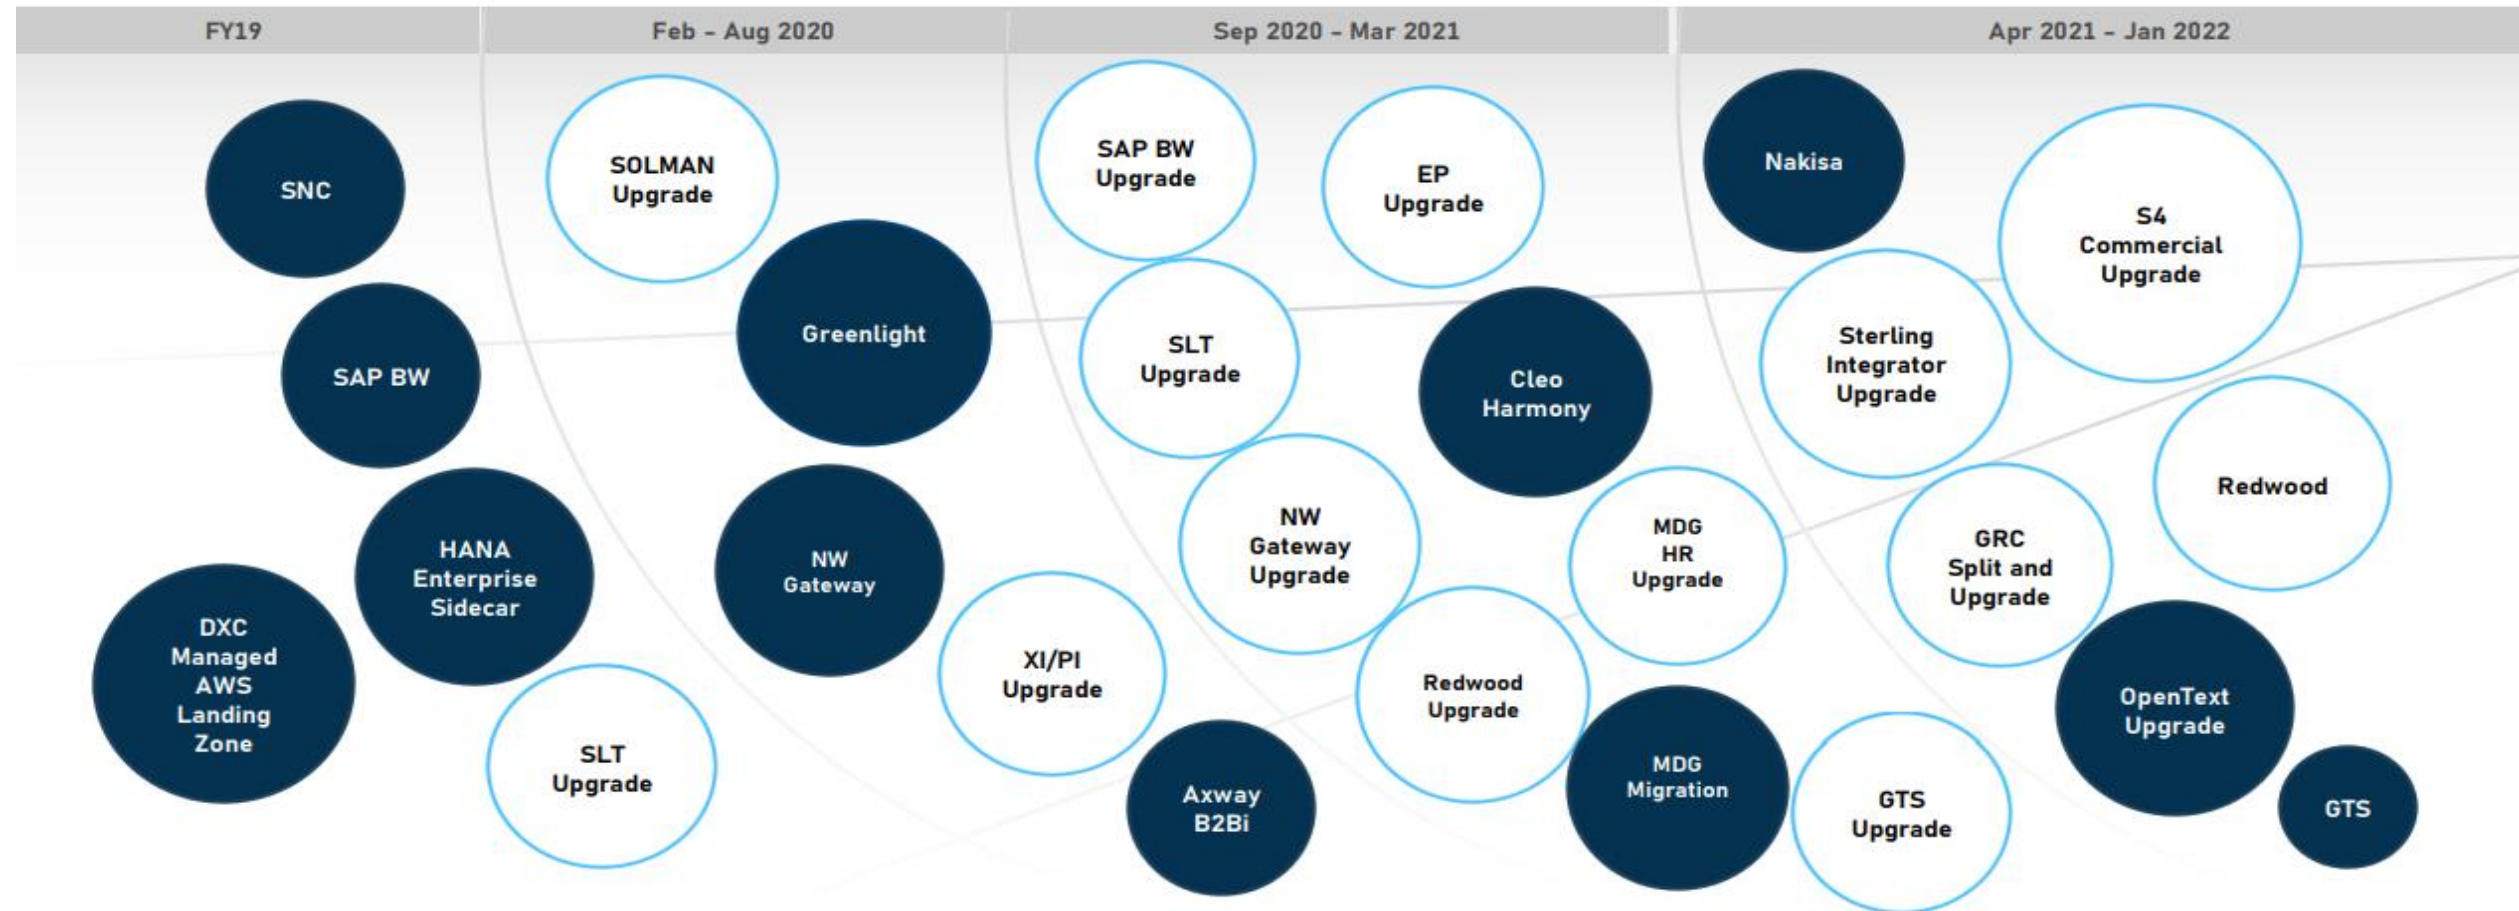 FY19
Feb - Aug 2020
Sep 2020 - Mar 2021
Apr 2021 - Jan 2022
SNC
SAP BW
HANA
Enterprise
Sidecar
DXC
Managed
AWS
Landing
Zone
SOLMAN
Upgrade
Greenlight
NW
Gateway
SLT
Upgrade
XI/PI
Upgrade
SAP BW
Upgrade
EP
Upgrade
SLT
Upgrade
Cleo
Harmony
NW
Gateway
Upgrade
MDG
HR
Upgrade
Redwood
Upgrade
Axway
B2Bi
MDG
Migration
Nakisa
S4
Commercial
Upgrade
Sterling
Integrator
Upgrade
Redwood
GRC
Split and
Upgrade
OpenText
Upgrade
GTS
Upgrade
GTS